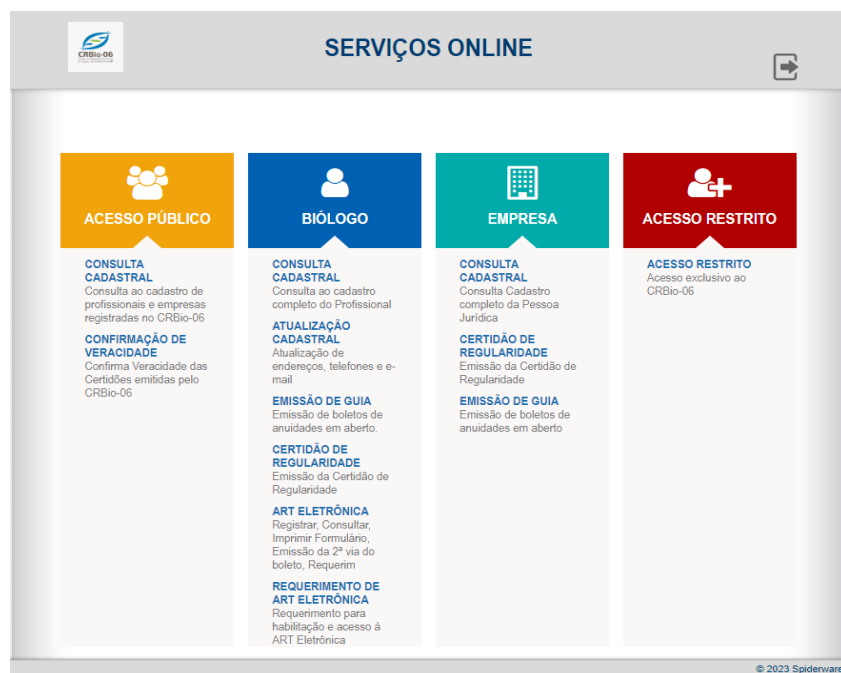 CRBio-06
SERVIÇOS ONLINE
ACESSO PÚBLICO
CONSULTA
CADASTRAL
Consulta ao cadastro de
profissionais e empresas
registradas no CRBio-06
CONFIRMAÇÃO DE
VERACIDADE
Confirma Veracidade das
Certidões emitidas pelo
CRBio-06
BIÓLOGO
CONSULTA
CADASTRAL
Consulta ao cadastro
completo do Profissional
ATUALIZAÇÃO
CADASTRAL
Atualização de
endereços, telefones e e-
mail
EMISSÃO DE GUIA
Emissão de boletos de
anuidades em aberto.
CERTIDÃO DE
REGULARIDADE
Emissão da Certidão de
Regularidade
ART ELETRÔNICA
Registrar, Consultar,
Imprimir Formulário,
Emissão da 2ª via do
boleto, Requerim
REQUERIMENTO DE
ART ELETRÔNICA
Requerimento para
habilitação e acesso á
ART Eletrônica
EMPRESA
CONSULTA
CADASTRAL
Consulta Cadastro
completo da Pessoa
Jurídica
CERTIDÃO DE
REGULARIDADE
Emissão da Certidão de
Regularidade
EMISSÃO DE GUIA
Emissão de boletos de
anuidades em aberto
ACESSO RESTRITO
ACESSO RESTRITO
Acesso exclusivo ao
CRBio-06
© 2023 Spiderware